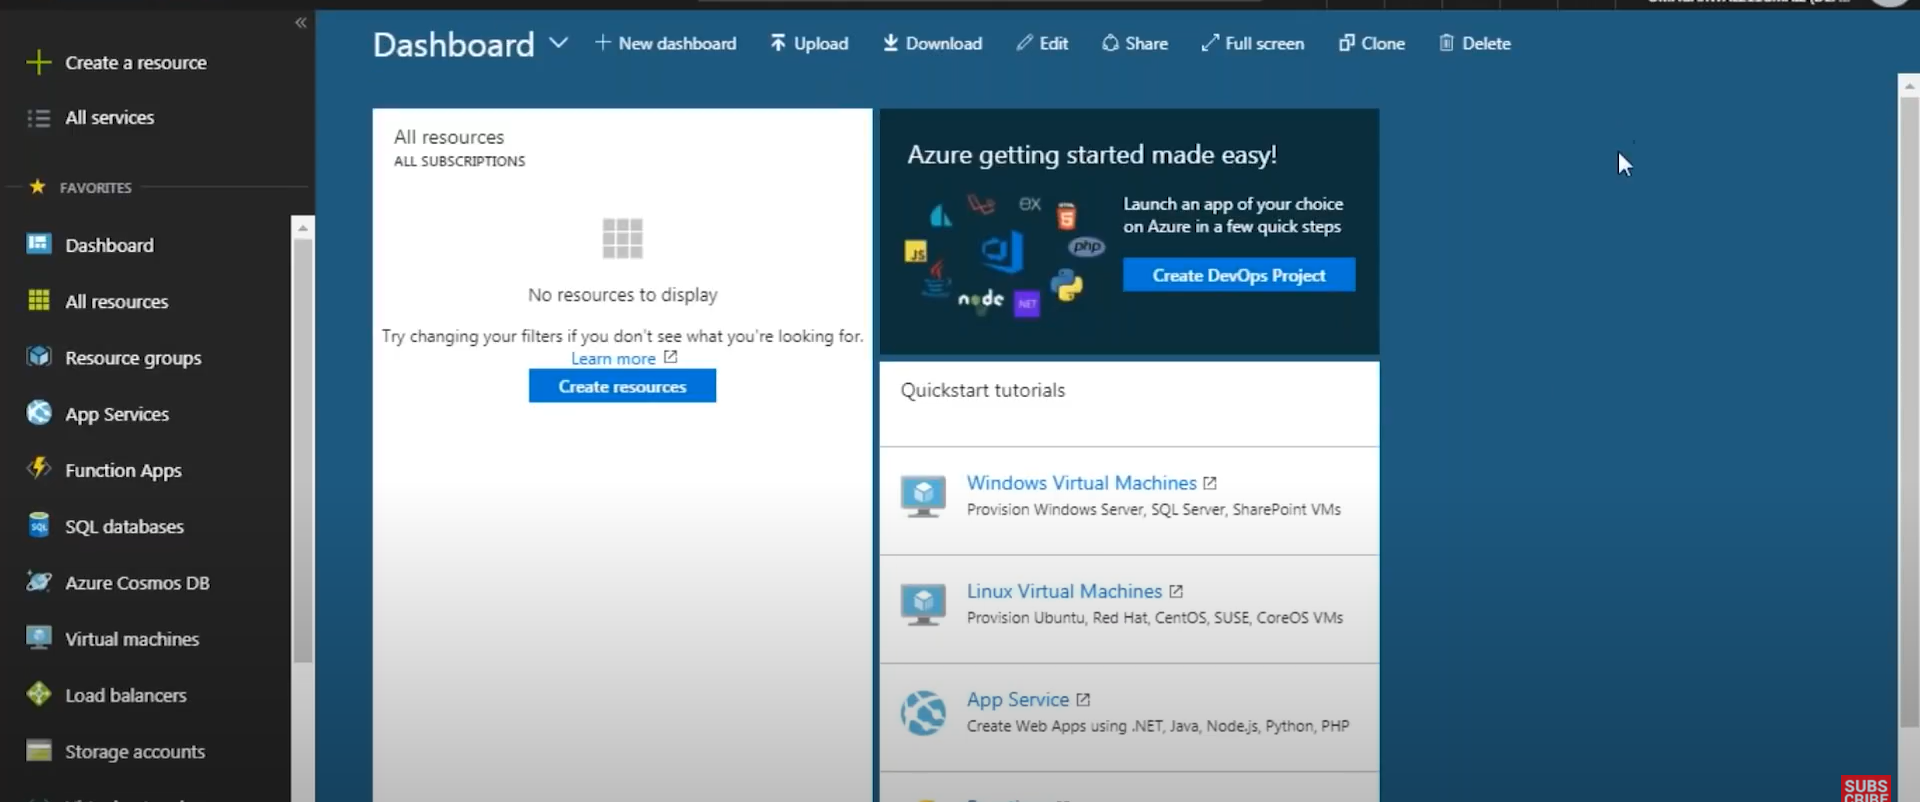 Create a resource
All services
FAVORITES
Dashboard
All resources
Resource groups
App Services
Function Apps
SQL databases
Azure Cosmos DB
Virtual machines
Load balancers
Storage accounts
Dashboard
New dashboard
Upload
Download
Edit
Share
Full screen
Clone
Delete
All resources
ALL SUBSCRIPTIONS
No resources to display
Try changing your filters if you don't see what you're looking for.
Learn more
Create resources
Azure getting started made easy!
Launch an app of your choice
on Azure in a few quick steps
Create DevOps Project
ex
5
JS
php
node
NET
Quickstart tutorials
Windows Virtual Machines
Provision Windows Server, SQL Server, SharePoint VMs
Linux Virtual Machines
Provision Ubuntu, Red Hat, CentOS, SUSE, CoreOS VMs
App Service
Create Web Apps using .NET, Java, Node.js, Python, PHP
SUBS
CRIBE